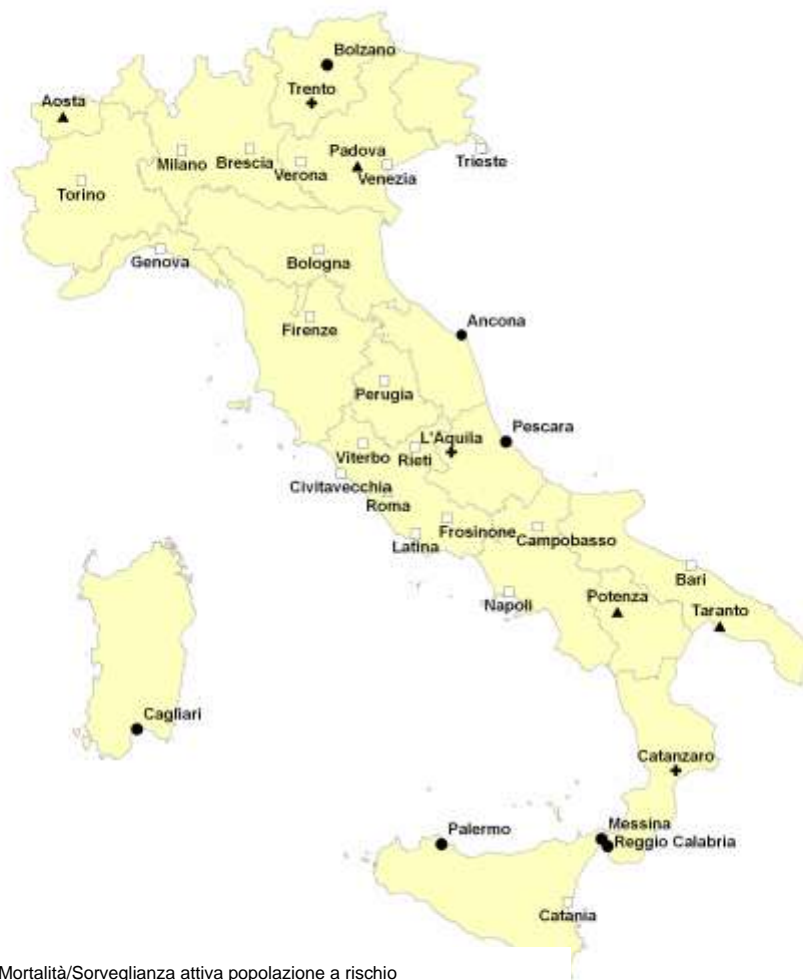 Bolzano
Trento
Aosta
Milano
Brescia
Verona
Padova
Venezia
Trieste
Torino
Genova
Bologna
Firenze
Ancona
Perugia
Pescara
L'Aquila
Viterbo
Rieti
Civitavecchia
Roma
Frosinone
Campobasso
Latina
Bari
Napoli
Potenza
Taranto
Cagliari
Catanzaro
Messina
Palermo
Reggio Calabria
Catania
Mortalità/Sorveglianza attiva popolazione a rischio